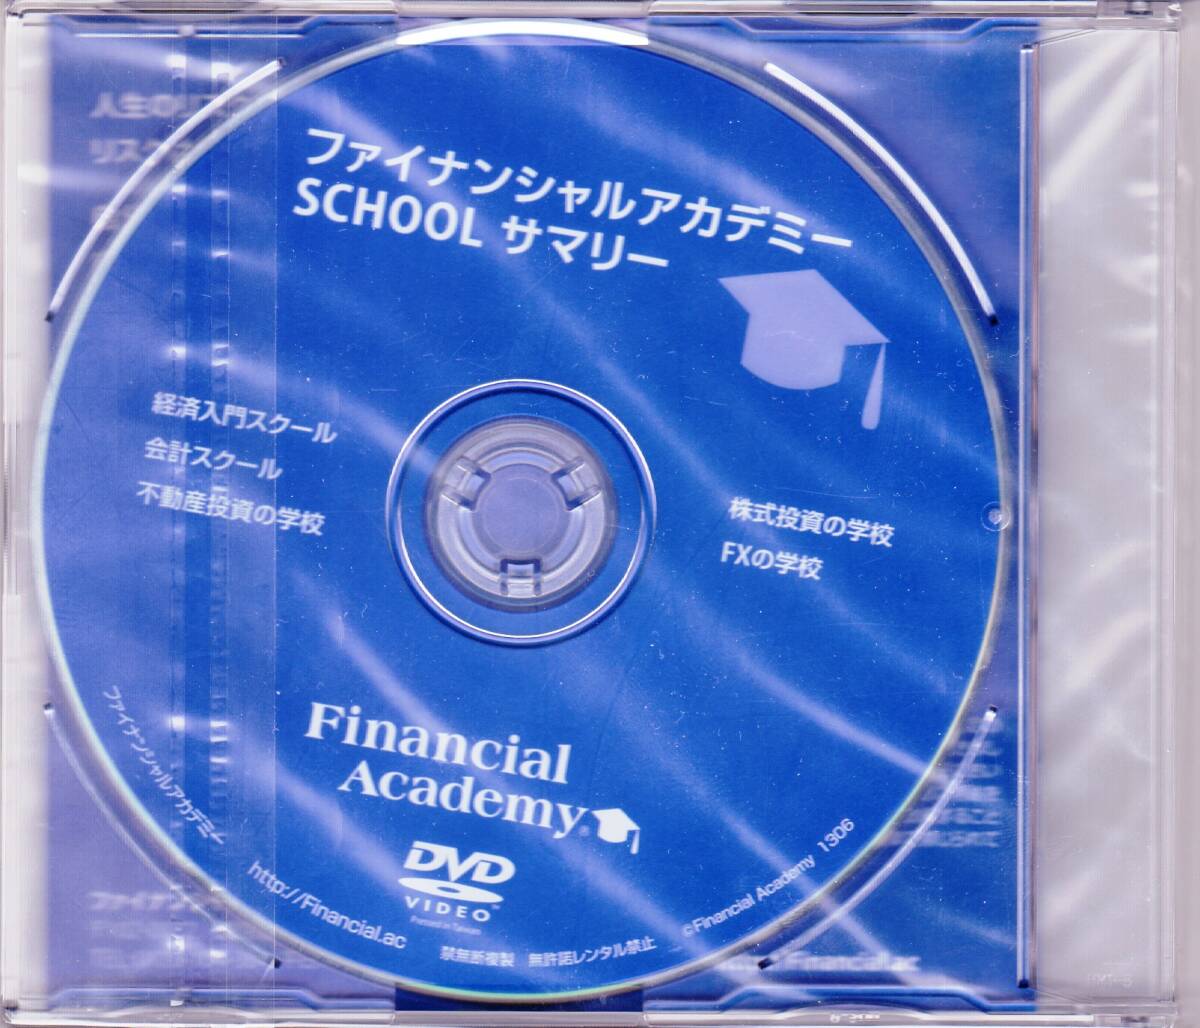 ファイナンシャルアカデミー
SCHOOL サマリー
経済入門スクール
会計スクール
不動産投資の学校
株式投資の学校
FXの学校
Financial
Academy®
DVD
VIDEO™
Printed in Taiwan
ファイナンシャルアカデミー
http://Financial.ac
禁無断複製 無許諾レンタル禁止
©Financial Academy 1306